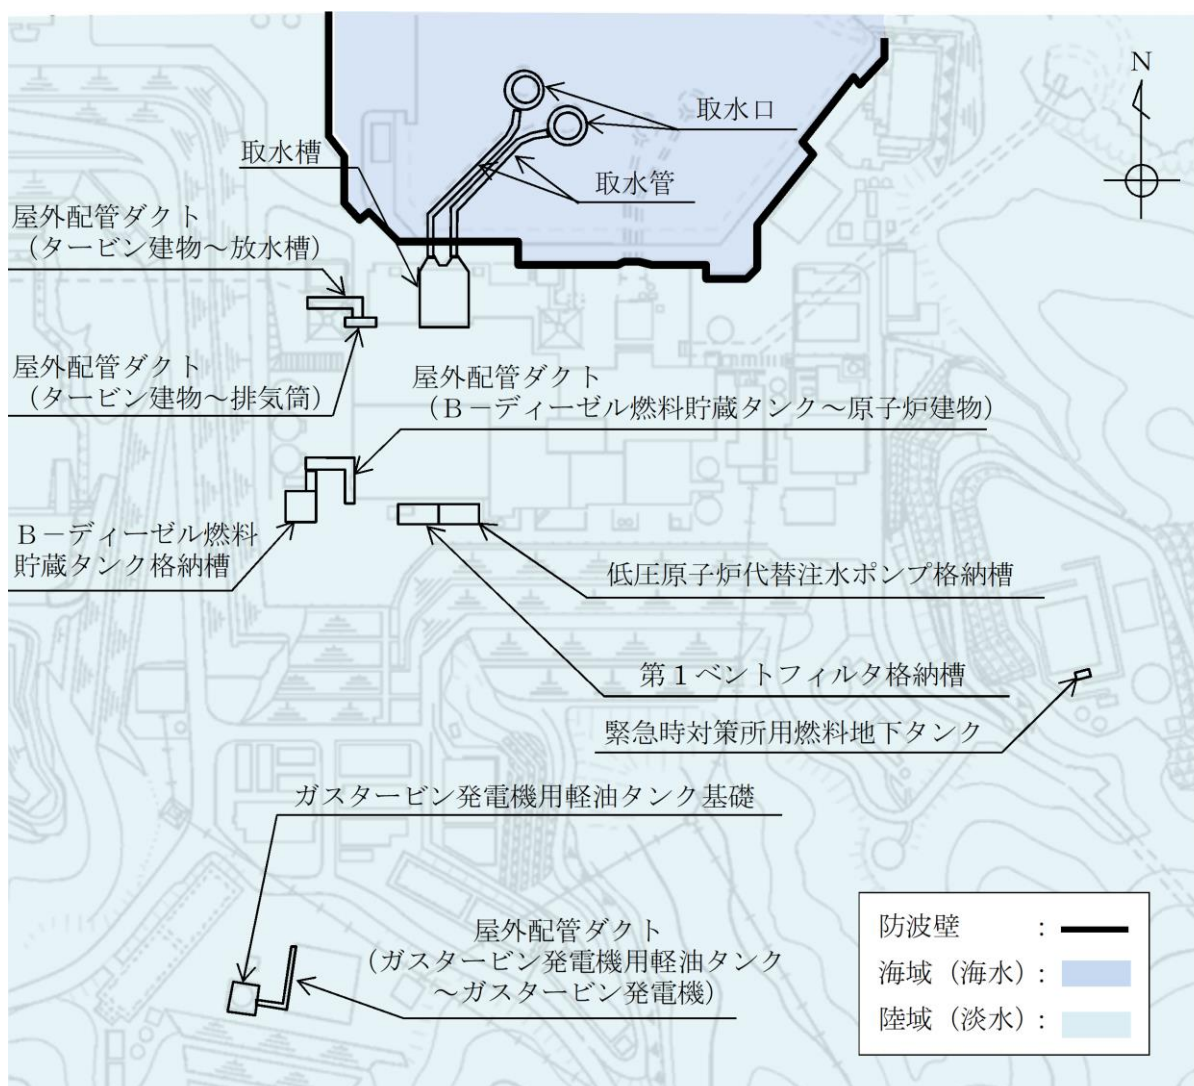 N
取水口
取水槽
取水管
屋外配管ダクト
（タービン建物～放水槽）
屋外配管ダクト
（タービン建物～排気筒）
屋外配管ダクト
（Ｂ－ディーゼル燃料貯蔵タンク～原子炉建物）
Ｂ－ディーゼル燃料
貯蔵タンク格納槽
低圧原子炉代替注水ポンプ格納槽
第１ベントフィルタ格納槽
緊急時対策所用燃料地下タンク
ガスタービン発電機用軽油タンク基礎
屋外配管ダクト
（ガスタービン発電機用軽油タンク
～ガスタービン発電機）
防波壁　：
海域（海水）：
陸域（淡水）：